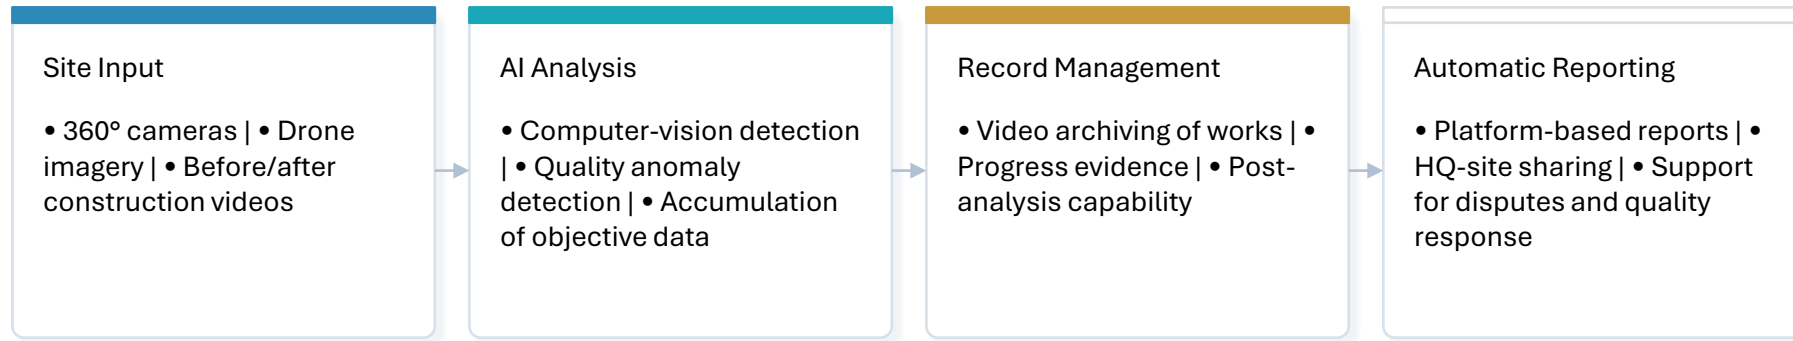 Site Input
• 360° cameras | • Drone
imagery | • Before/after
construction videos
AI Analysis
• Computer-vision detection
| • Quality anomaly
detection | • Accumulation
of objective data
Record Management
• Video archiving of works | •
Progress evidence | • Post-
analysis capability
Automatic Reporting
• Platform-based reports | •
HQ-site sharing | • Support
for disputes and quality
response